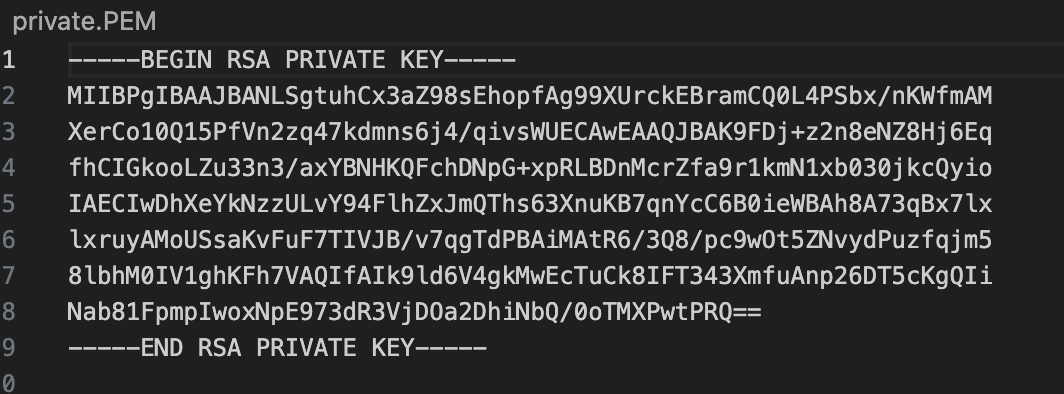 private.PEM
1 -----BEGIN RSA PRIVATE KEY-----
2 MIIBPgIBAAJBANLSgtuhCx3aZ98sEhopfAg99XUrckEBramCQ0L4PSbx/nKWfmAM
3 XerCo10Q15PfVn2zq47kdmns6j4/qivsWUECAwEAAQJBAK9FDj+z2n8eNZ8Hj6Eq
4 fhCIGkooLZu33n3/axYBNHKQFchDNpG+xpRLBDnMcrZfa9r1kmN1xb030jkcQyio
5 IAECIwDhXeYkNzzULvY94FlhZxJmQThs63XnuKB7qnYcC6B0ieWBAh8A73qBx7lx
6 lxruyAMoUSsaKvFuF7TIVJB/v7qgTdPBAiMAtR6/3Q8/pc9wOt5ZNvydPuzfqjm5
7 8lbhM0IV1ghKFh7VAQIfAIk9ld6V4gkMwEcTuCk8IFT343XmfuAnp26DT5cKgQIi
8 Nab81FpmpIwoxNpE973dR3VjDOa2DhiNbQ/0oTMXPwtPRQ==
9 -----END RSA PRIVATE KEY-----
0